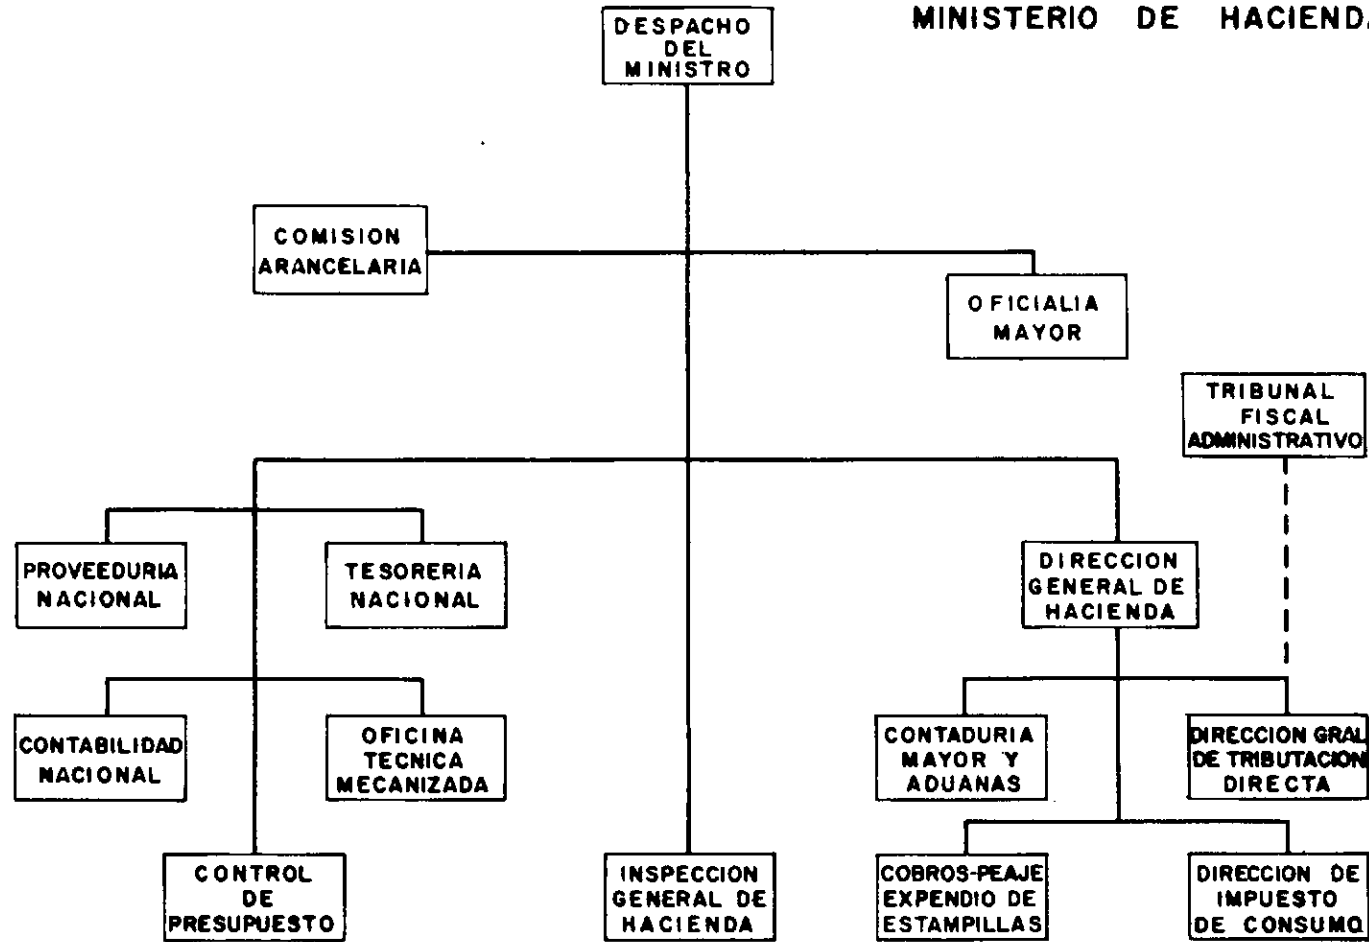 MINISTERIO DE HACIENDA
DESPACHO
DEL
MINISTRO
COMISION
ARANCELARIA
OFICIALIA
MAYOR
TRIBUNAL
FISCAL
ADMINISTRATIVO
PROVEEDURIA
NACIONAL
TESORERIA
NACIONAL
DIRECCION
GENERAL DE
HACIENDA
CONTABILIDAD
NACIONAL
OFICINA
TECNICA
MECANIZADA
CONTADURIA
MAYOR Y
ADUANAS
DIRECCION GRAL
DE TRIBUTACION
DIRECTA
CONTROL
DE
PRESUPUESTO
INSPECCION
GENERAL DE
HACIENDA
COBROS-PEAJE
EXPENDIO DE
ESTAMPILLAS
DIRECCION DE
IMPUESTO
DE CONSUMO